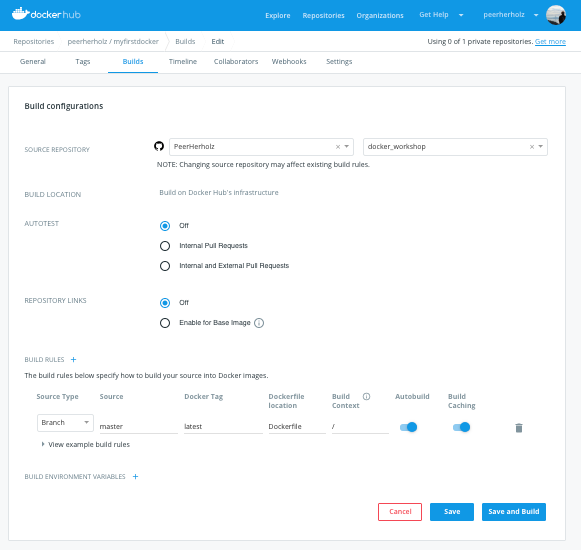 docker hub
Explore Repositories Organizations Get Help peerherholz
Repositories peerherholz / myfirstdocker Builds Edit Using 0 of 1 private repositories. Get more
General Tags Builds Timeline Collaborators Webhooks Settings
Build configurations
SOURCE REPOSITORY PeerHerholz × docker_workshop ×
NOTE: Changing source repository may affect existing build rules.
BUILD LOCATION Build on Docker Hub's infrastructure
AUTOTEST Off
Internal Pull Requests
Internal and External Pull Requests
REPOSITORY LINKS Off
Enable for Base Image
BUILD RULES +
The build rules below specify how to build your source into Docker images.
Source Type Source Docker Tag Dockerfile location Build Context Autobuild Build Caching
Branch master latest Dockerfile /
View example build rules
BUILD ENVIRONMENT VARIABLES +
Cancel Save Save and Build